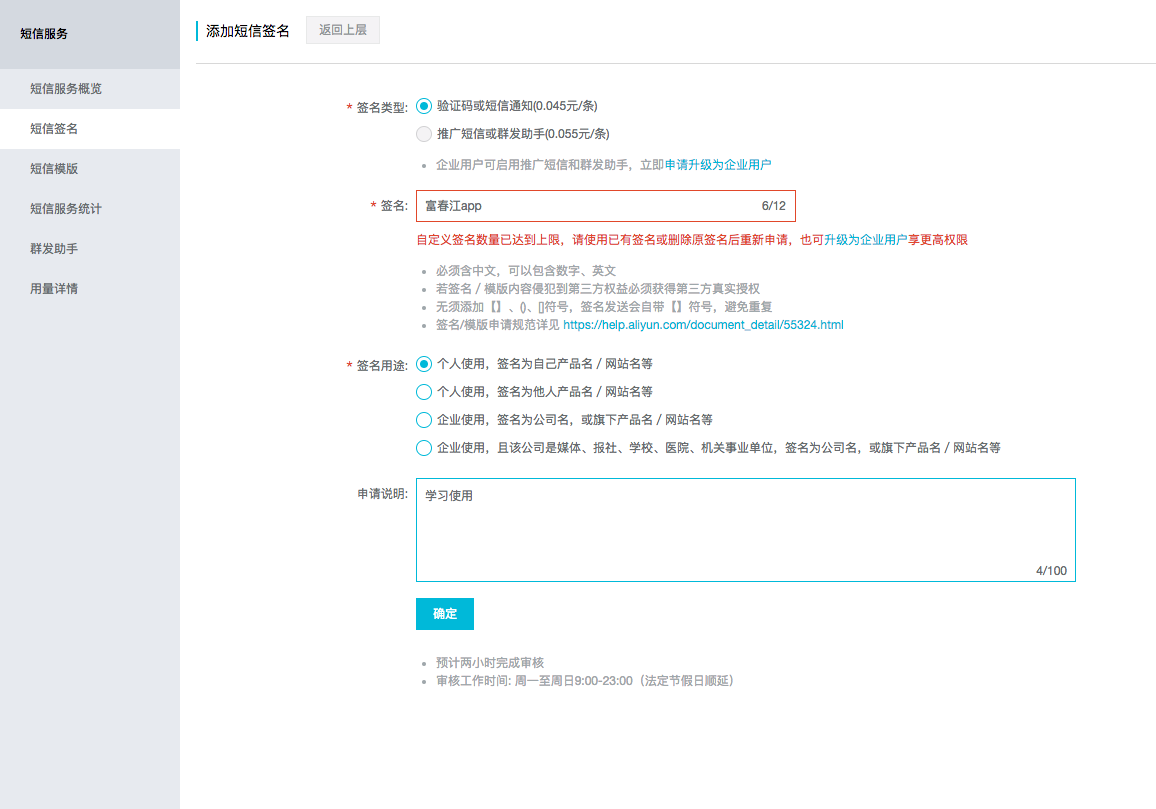 短信服务
短信服务概览
短信签名
短信模版
短信服务统计
群发助手
用量详情
添加短信签名 返回上层
* 签名类型: 验证码或短信通知(0.045元/条)
推广短信或群发助手(0.055元/条)
企业用户可启用推广短信和群发助手，立即申请升级为企业用户
* 签名: 富春江app 6/12
自定义签名数量已达到上限，请使用已有签名或删除原签名后重新申请，也可升级为企业用户享更高权限
必须含中文，可以包含数字、英文
若签名 / 模版内容侵犯到第三方权益必须获得第三方真实授权
无须添加【】、()、[]符号，签名发送会自带【】符号，避免重复
签名/模版申请规范详见 https://help.aliyun.com/document_detail/55324.html
* 签名用途: 个人使用，签名为自己产品名 / 网站名等
个人使用，签名为他人产品名 / 网站名等
企业使用，签名为公司名，或旗下产品名 / 网站名等
企业使用，且该公司是媒体、报社、学校、医院、机关事业单位，签名为公司名，或旗下产品名 / 网站名等
申请说明: 学习使用
4/100
确定
预计两小时完成审核
审核工作时间: 周一至周日9:00-23:00（法定节假日顺延）